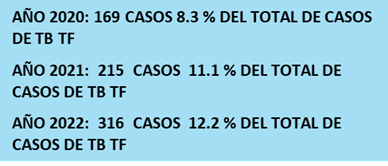 AÑO 2020: 169 CASOS 8.3 % DEL TOTAL DE CASOS
DE TB TF
AÑO 2021: 215 CASOS 11.1 % DEL TOTAL DE
CASOS DE TB TF
AÑO 2022: 316 CASOS 12.2 % DEL TOTAL DE
CASOS DE TB TF